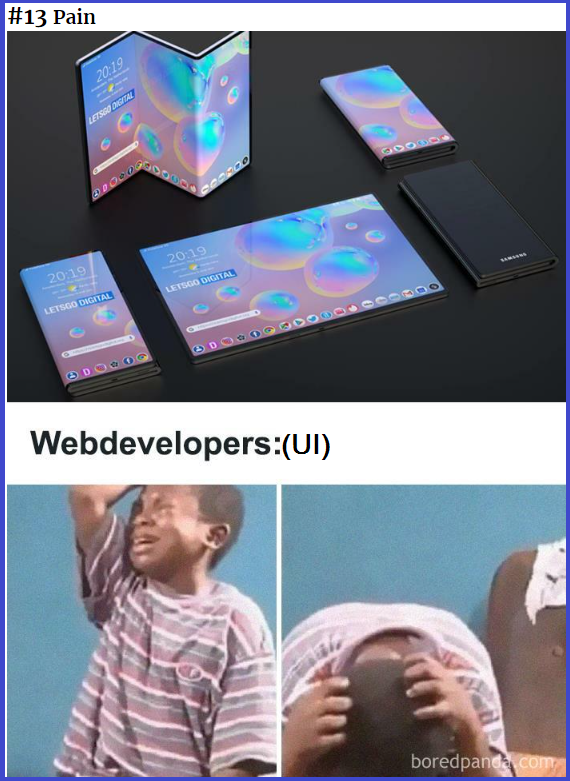 #13 Pain
20:19
LETSGO DIGITAL
SAMSUNG
20:19
LETSGO DIGITAL
20:19
LETSGO DIGITAL
Webdevelopers:(UI)
boredpanda.com